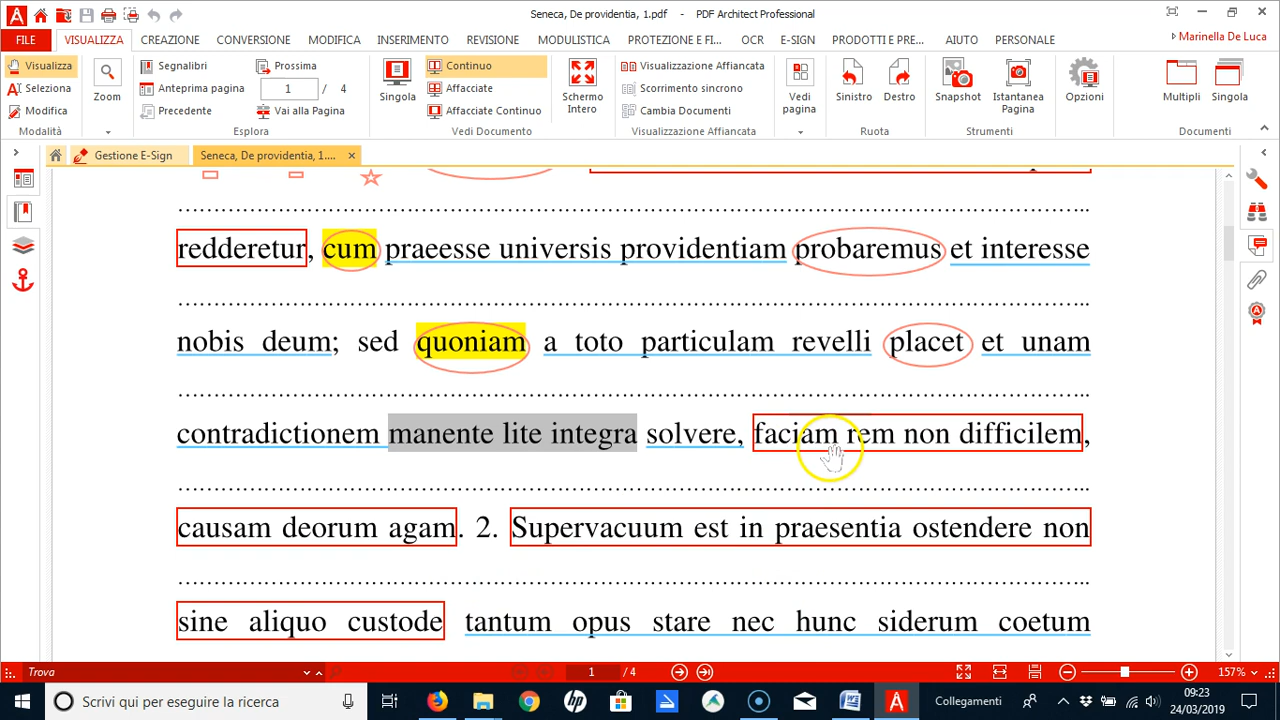 Seneca, De providentia, 1.pdf - PDF Architect Professional
FILE VISUALIZZA CREAZIONE CONVERSIONE MODIFICA INSERIMENTO REVISIONE MODULISTICA PROTEZIONE E FI... OCR E-SIGN PRODOTTI E PRE... AIUTO PERSONALE Marinella De Luca
Visualizza
Seleziona
Modifica
Modalità
Zoom
Segnalibri Prossima
Anteprima pagina 1 / 4
Precedente Vai alla Pagina
Esplora
Singola
Continuo
Affacciate
Affacciate Continuo
Vedi Documento
Schermo Intero
Visualizzazione Affiancata
Scorrimento sincrono
Cambia Documenti
Visualizzazione Affiancata
Vedi pagina
Sinistro Destro
Ruota
Snapshot Istantanea Pagina
Strumenti
Opzioni
Multipli Singola
Documenti
Gestione E-Sign Seneca, De providentia, 1....
redderetur, cum praeesse universis providentiam probaremus et interesse
nobis deum; sed quoniam a toto particulam revelli placet et unam
contradictionem manente lite integra solvere, faciam rem non difficilem,
causam deorum agam. 2. Supervacuum est in praesentia ostendere non
sine aliquo custode tantum opus stare nec hunc siderum coetum
Trova 1 / 4 157%
Scrivi qui per eseguire la ricerca Collegamenti 09:23
24/03/2019